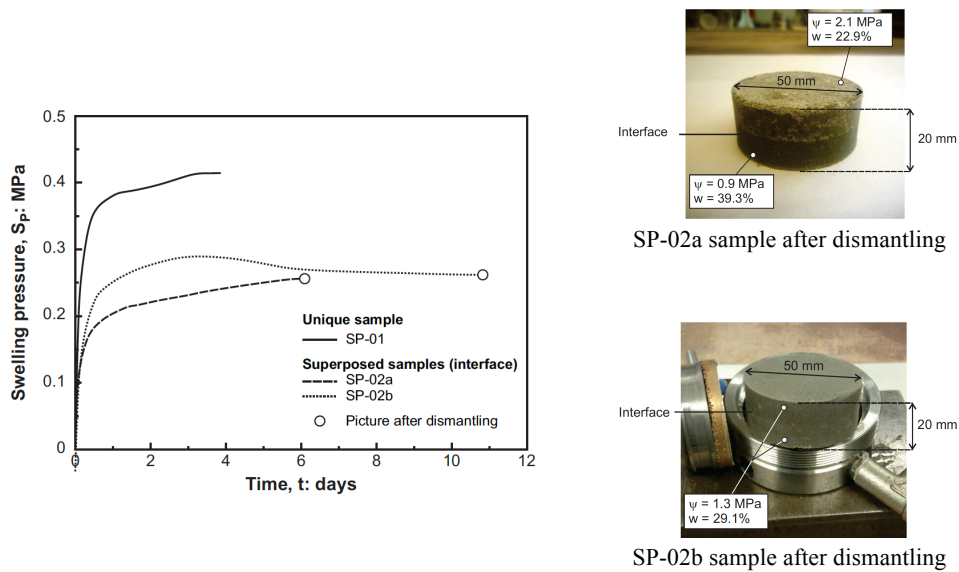 Swelling pressure, S_P: MPa
0.5
0.4
0.3
0.2
0.1
0
0
2
4
6
8
10
12
Time, t: days
Unique sample
SP-01
Superposed samples (interface)
SP-02a
SP-02b
Picture after dismantling
ψ = 2.1 MPa
w = 22.9%
50 mm
Interface
20 mm
ψ = 0.9 MPa
w = 39.3%
SP-02a sample after dismantling
50 mm
Interface
20 mm
ψ = 1.3 MPa
w = 29.1%
SP-02b sample after dismantling